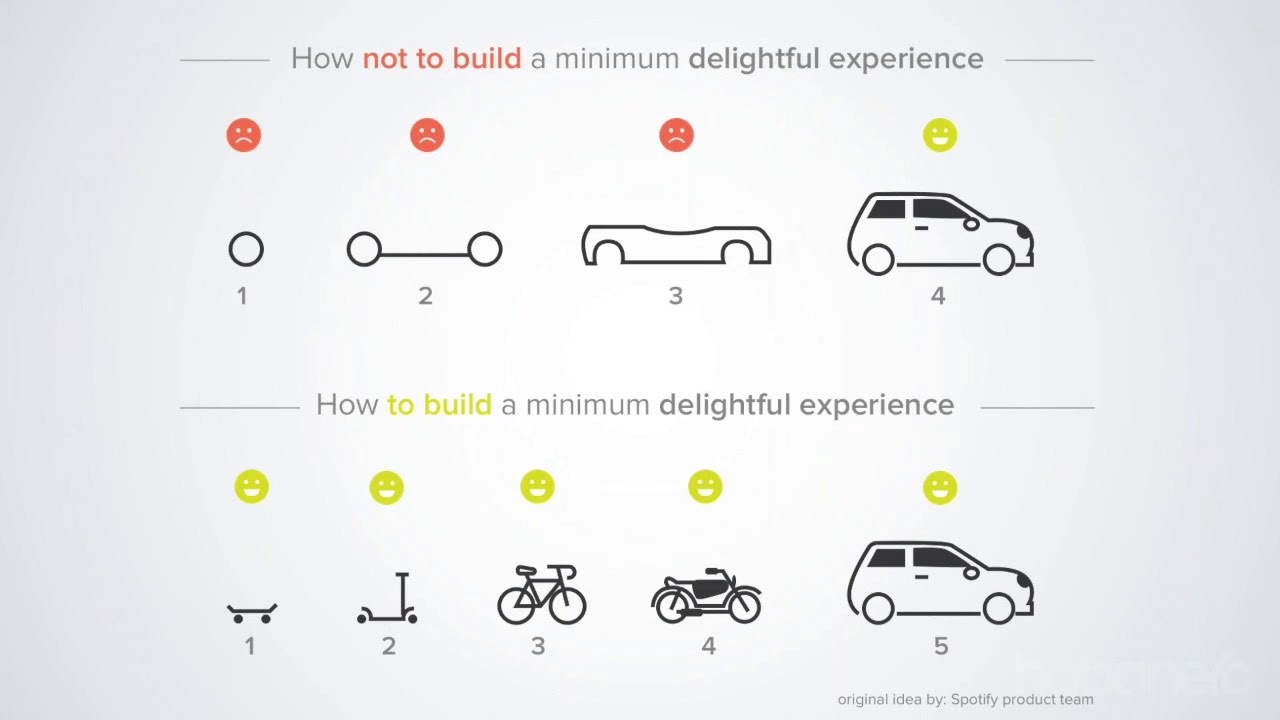 How not to build a minimum delightful experience
1 2 3 4
How to build a minimum delightful experience
1 2 3 4 5
original idea by: Spotify product team